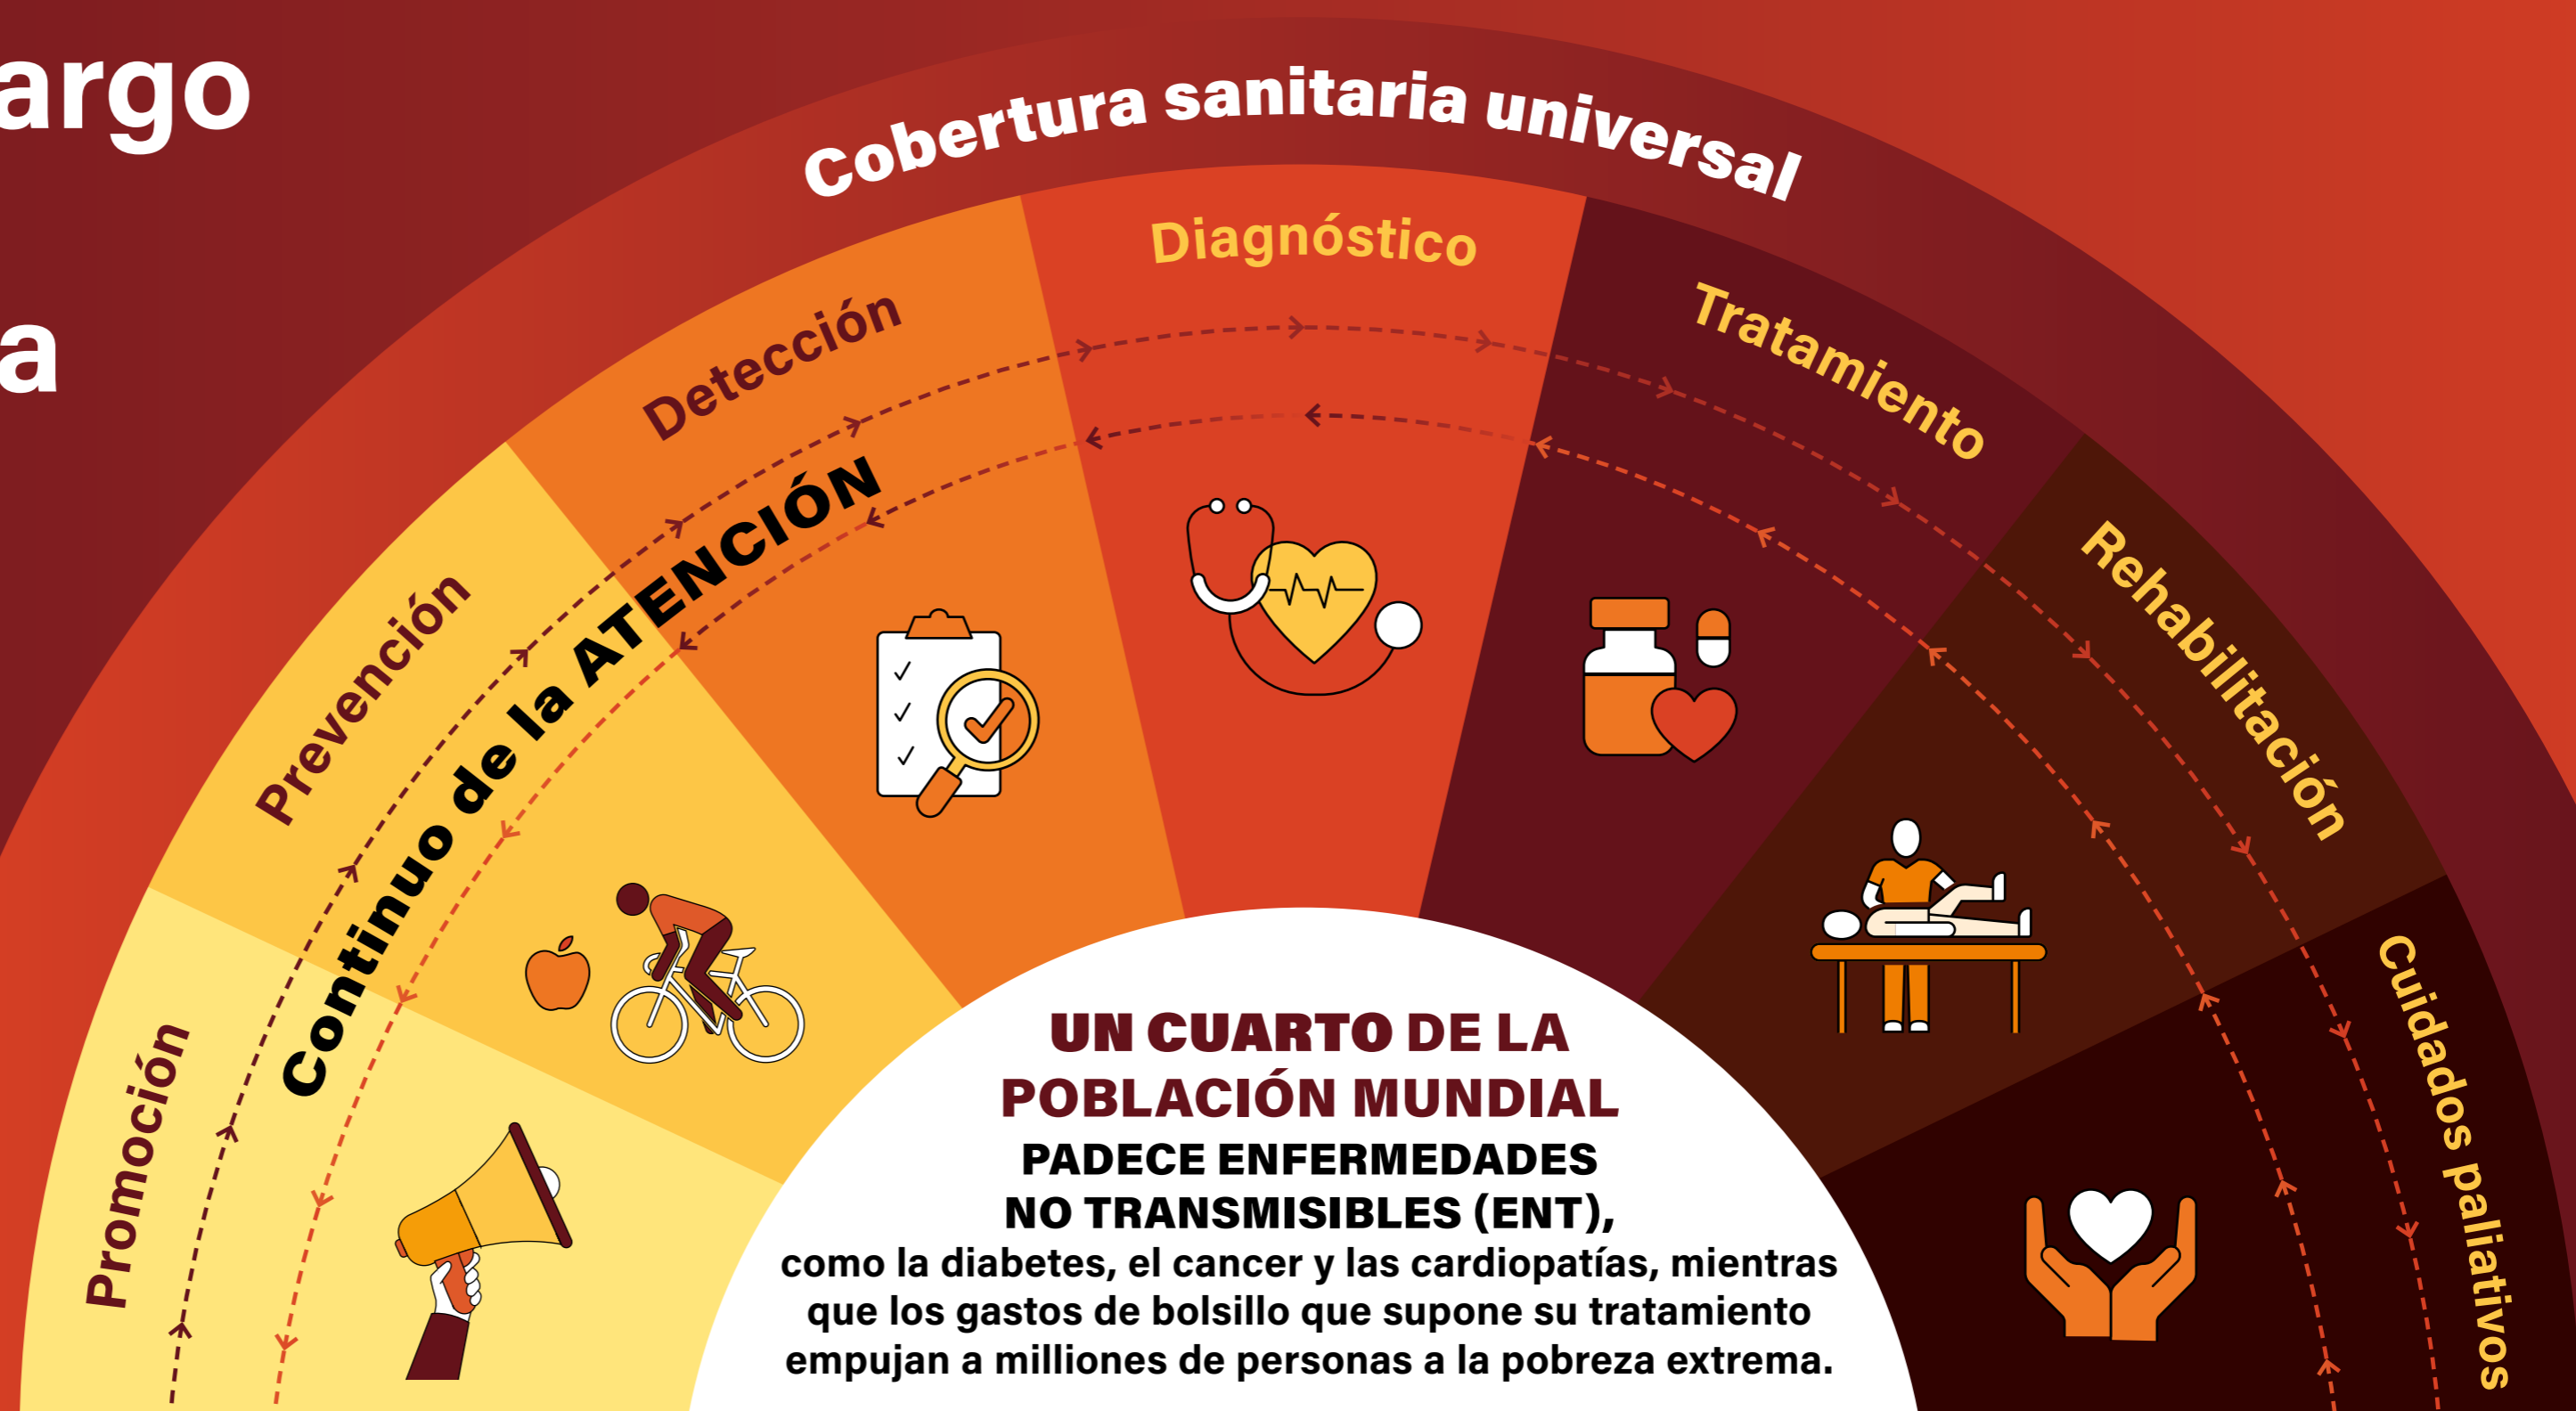 argo
a
Cobertura sanitaria universal
Promoción
Prevención
Detección
Diagnóstico
Tratamiento
Rehabilitación
Cuidados paliativos
Continuo de la ATENCIÓN
UN CUARTO DE LA
POBLACIÓN MUNDIAL
PADECE ENFERMEDADES
NO TRANSMISIBLES (ENT),
como la diabetes, el cancer y las cardiopatías, mientras
que los gastos de bolsillo que supone su tratamiento
empujan a milliones de personas a la pobreza extrema.